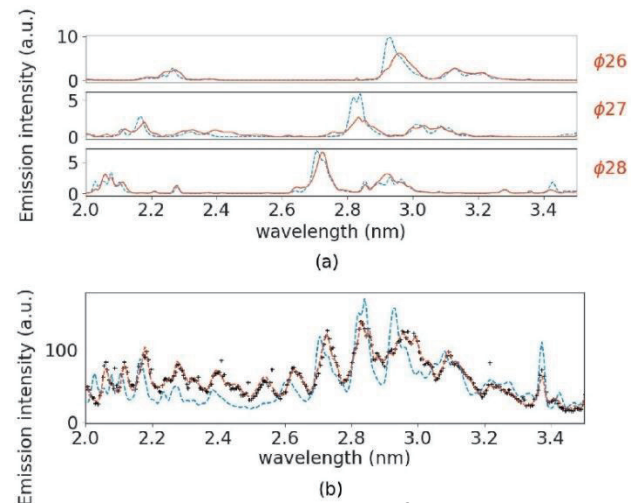 Emission intensity (a.u.)
10
0
ϕ26
5
0
ϕ27
5
0
ϕ28
2.0 2.2 2.4 2.6 2.8 3.0 3.2 3.4
wavelength (nm)
(a)
Emission intensity (a.u.)
100
0
2.0 2.2 2.4 2.6 2.8 3.0 3.2 3.4
wavelength (nm)
(b)